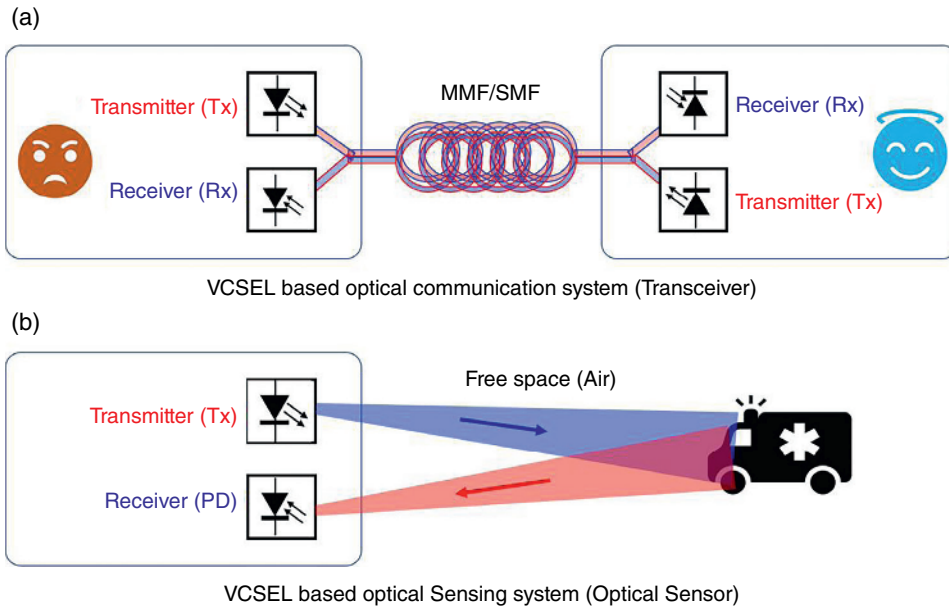 (a)
Transmitter (Tx)
Receiver (Rx)
MMF/SMF
Receiver (Rx)
Transmitter (Tx)
VCSEL based optical communication system (Transceiver)
(b)
Transmitter (Tx)
Receiver (PD)
Free space (Air)
VCSEL based optical Sensing system (Optical Sensor)